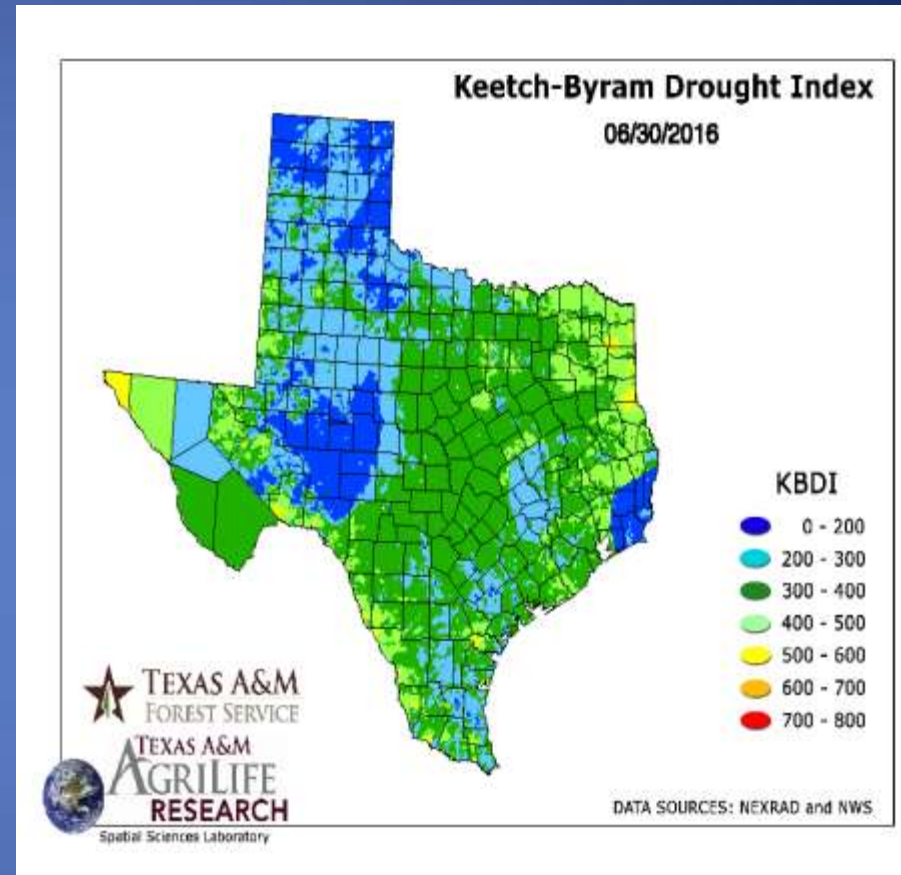 Keetch-Byram Drought Index
06/30/2016
KBDI
0 - 200
200 - 300
300 - 400
400 - 500
500 - 600
600 - 700
700 - 800
TEXAS A&M
FOREST SERVICE
TEXAS A&M
AGRILIFE
RESEARCH
Spatial Sciences Laboratory
DATA SOURCES: NEXRAD and NWS